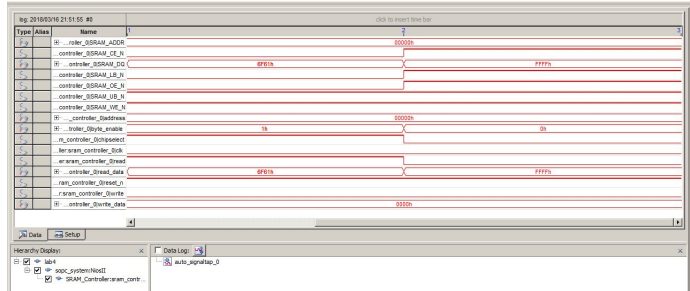 log: 2018/03/16 21:51:55 #0
click to insert time bar
Type Alias Name 1 2 3
...roller_0|SRAM_ADDR 00000h
...controller_0|SRAM_CE_N
...ontroller_0|SRAM_DQ 6F61h FFFFh
...controller_0|SRAM_LB_N
...controller_0|SRAM_OE_N
...controller_0|SRAM_UB_N
...controller_0|SRAM_WE_N
..._controller_0|address 00000h
...troller_0|byte_enable 1h 0h
...m_controller_0|chipselect
...ller:sram_controller_0|clk
...er:sram_controller_0|read
...ontroller_0|read_data 6F61h FFFFh
...ram_controller_0|reset_n
...r:sram_controller_0|write
...ontroller_0|write_data 0000h
Data Setup
Hierarchy Display: × Data Log: ×
lab4 auto_signaltap_0
sopc_system:NiosII
SRAM_Controller:sram_contr...